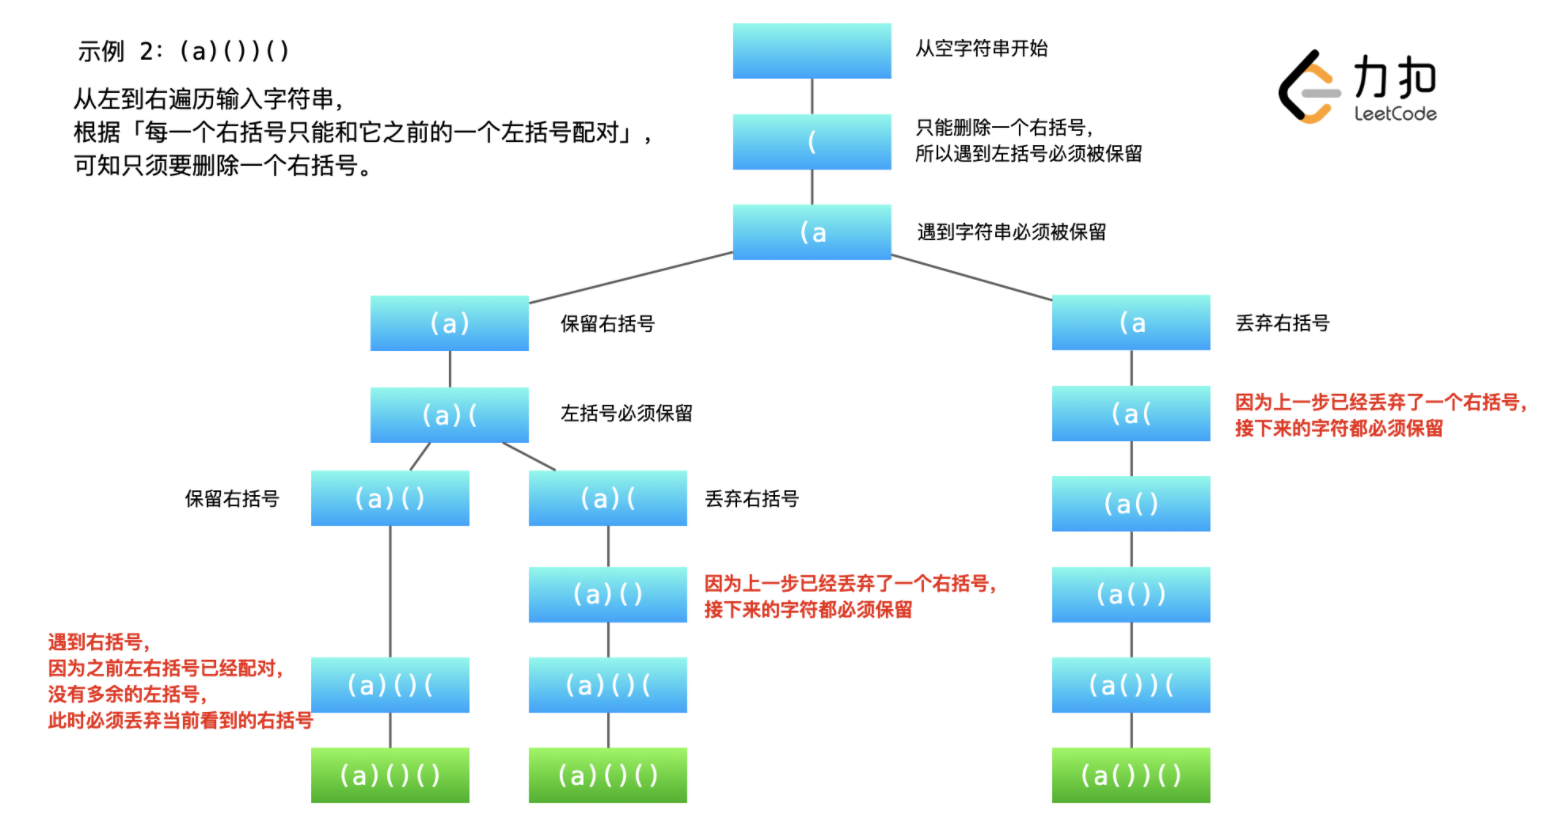 示例 2：(a)())()
从左到右遍历输入字符串，
根据「每一个右括号只能和它之前的一个左括号配对」，
可知只须要删除一个右括号。
从空字符串开始
力扣
LeetCode
(
只能删除一个右括号，
所以遇到左括号必须被保留
(a
遇到字符串必须被保留
(a)
保留右括号
(a
丢弃右括号
(a)(
左括号必须保留
(a(
因为上一步已经丢弃了一个右括号，
接下来的字符都必须保留
保留右括号
(a)()
(a)(
丢弃右括号
(a()
(a)()
因为上一步已经丢弃了一个右括号，
接下来的字符都必须保留
(a())
遇到右括号，
因为之前左右括号已经配对，
没有多余的左括号，
此时必须丢弃当前看到的右括号
(a)()(
(a)()(
(a())(
(a)()()
(a)()()
(a())()